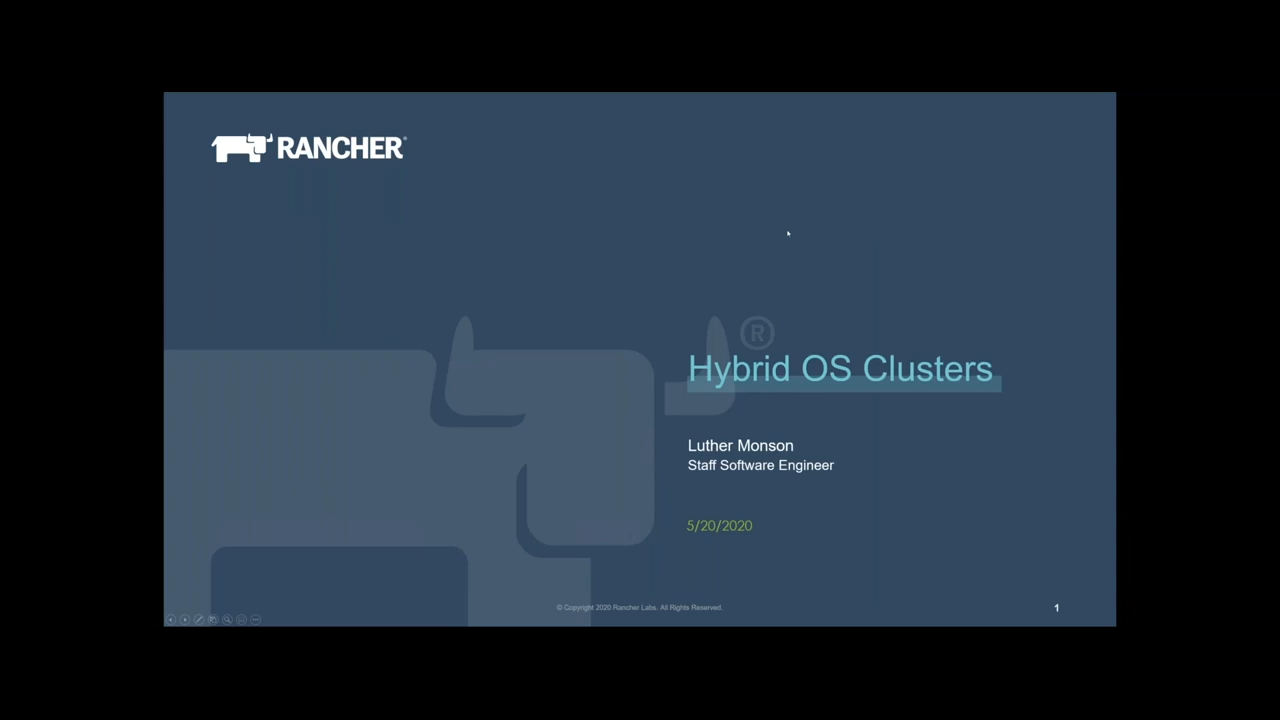 RANCHER®
®
Hybrid OS Clusters
Luther Monson
Staff Software Engineer
5/20/2020
© Copyright 2020 Rancher Labs. All Rights Reserved.
1